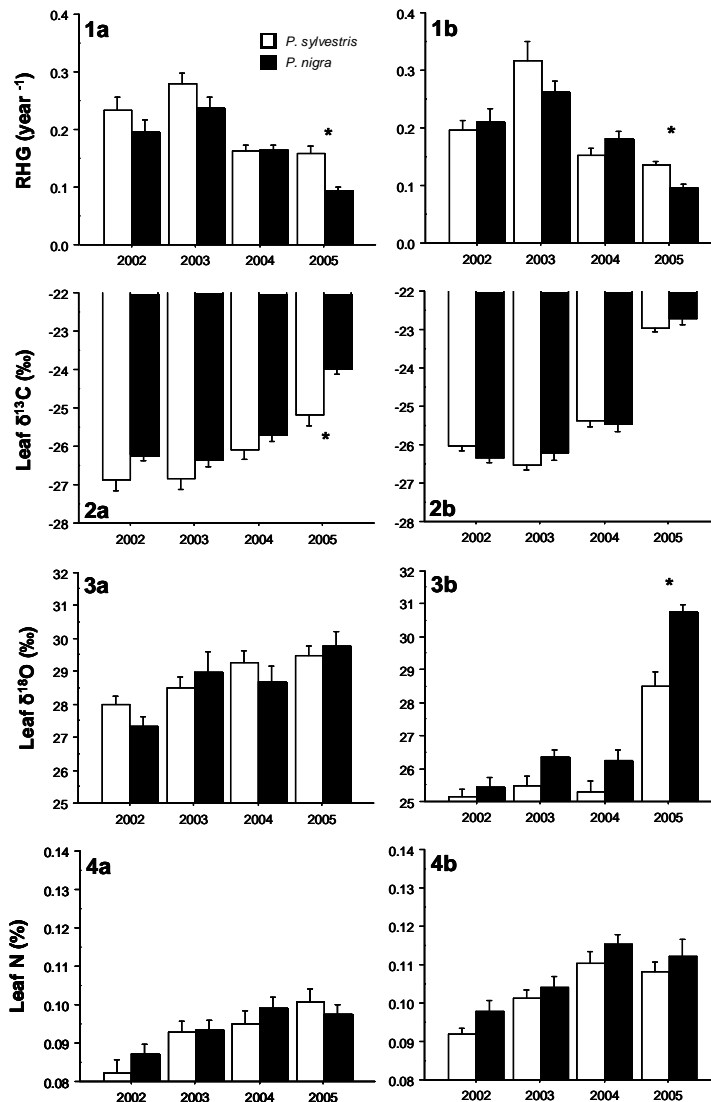 1a
P. sylvestris
P. nigra
RHG (year -1)
0.4
0.3
0.2
0.1
0.0
*
2002 2003 2004 2005
1b
0.4
0.3
0.2
0.1
0.0
*
2002 2003 2004 2005
Leaf δ13C (‰)
-22
-23
-24
-25
-26
-27
-28
*
2a
2002 2003 2004 2005
-22
-23
-24
-25
-26
-27
-28
2b
2002 2003 2004 2005
3a
Leaf δ18O (‰)
32
31
30
29
28
27
26
25
2002 2003 2004 2005
3b
32
31
30
29
28
27
26
25
*
2002 2003 2004 2005
4a
Leaf N (%)
0.14
0.13
0.12
0.11
0.10
0.09
0.08
2002 2003 2004 2005
4b
0.14
0.13
0.12
0.11
0.10
0.09
0.08
2002 2003 2004 2005